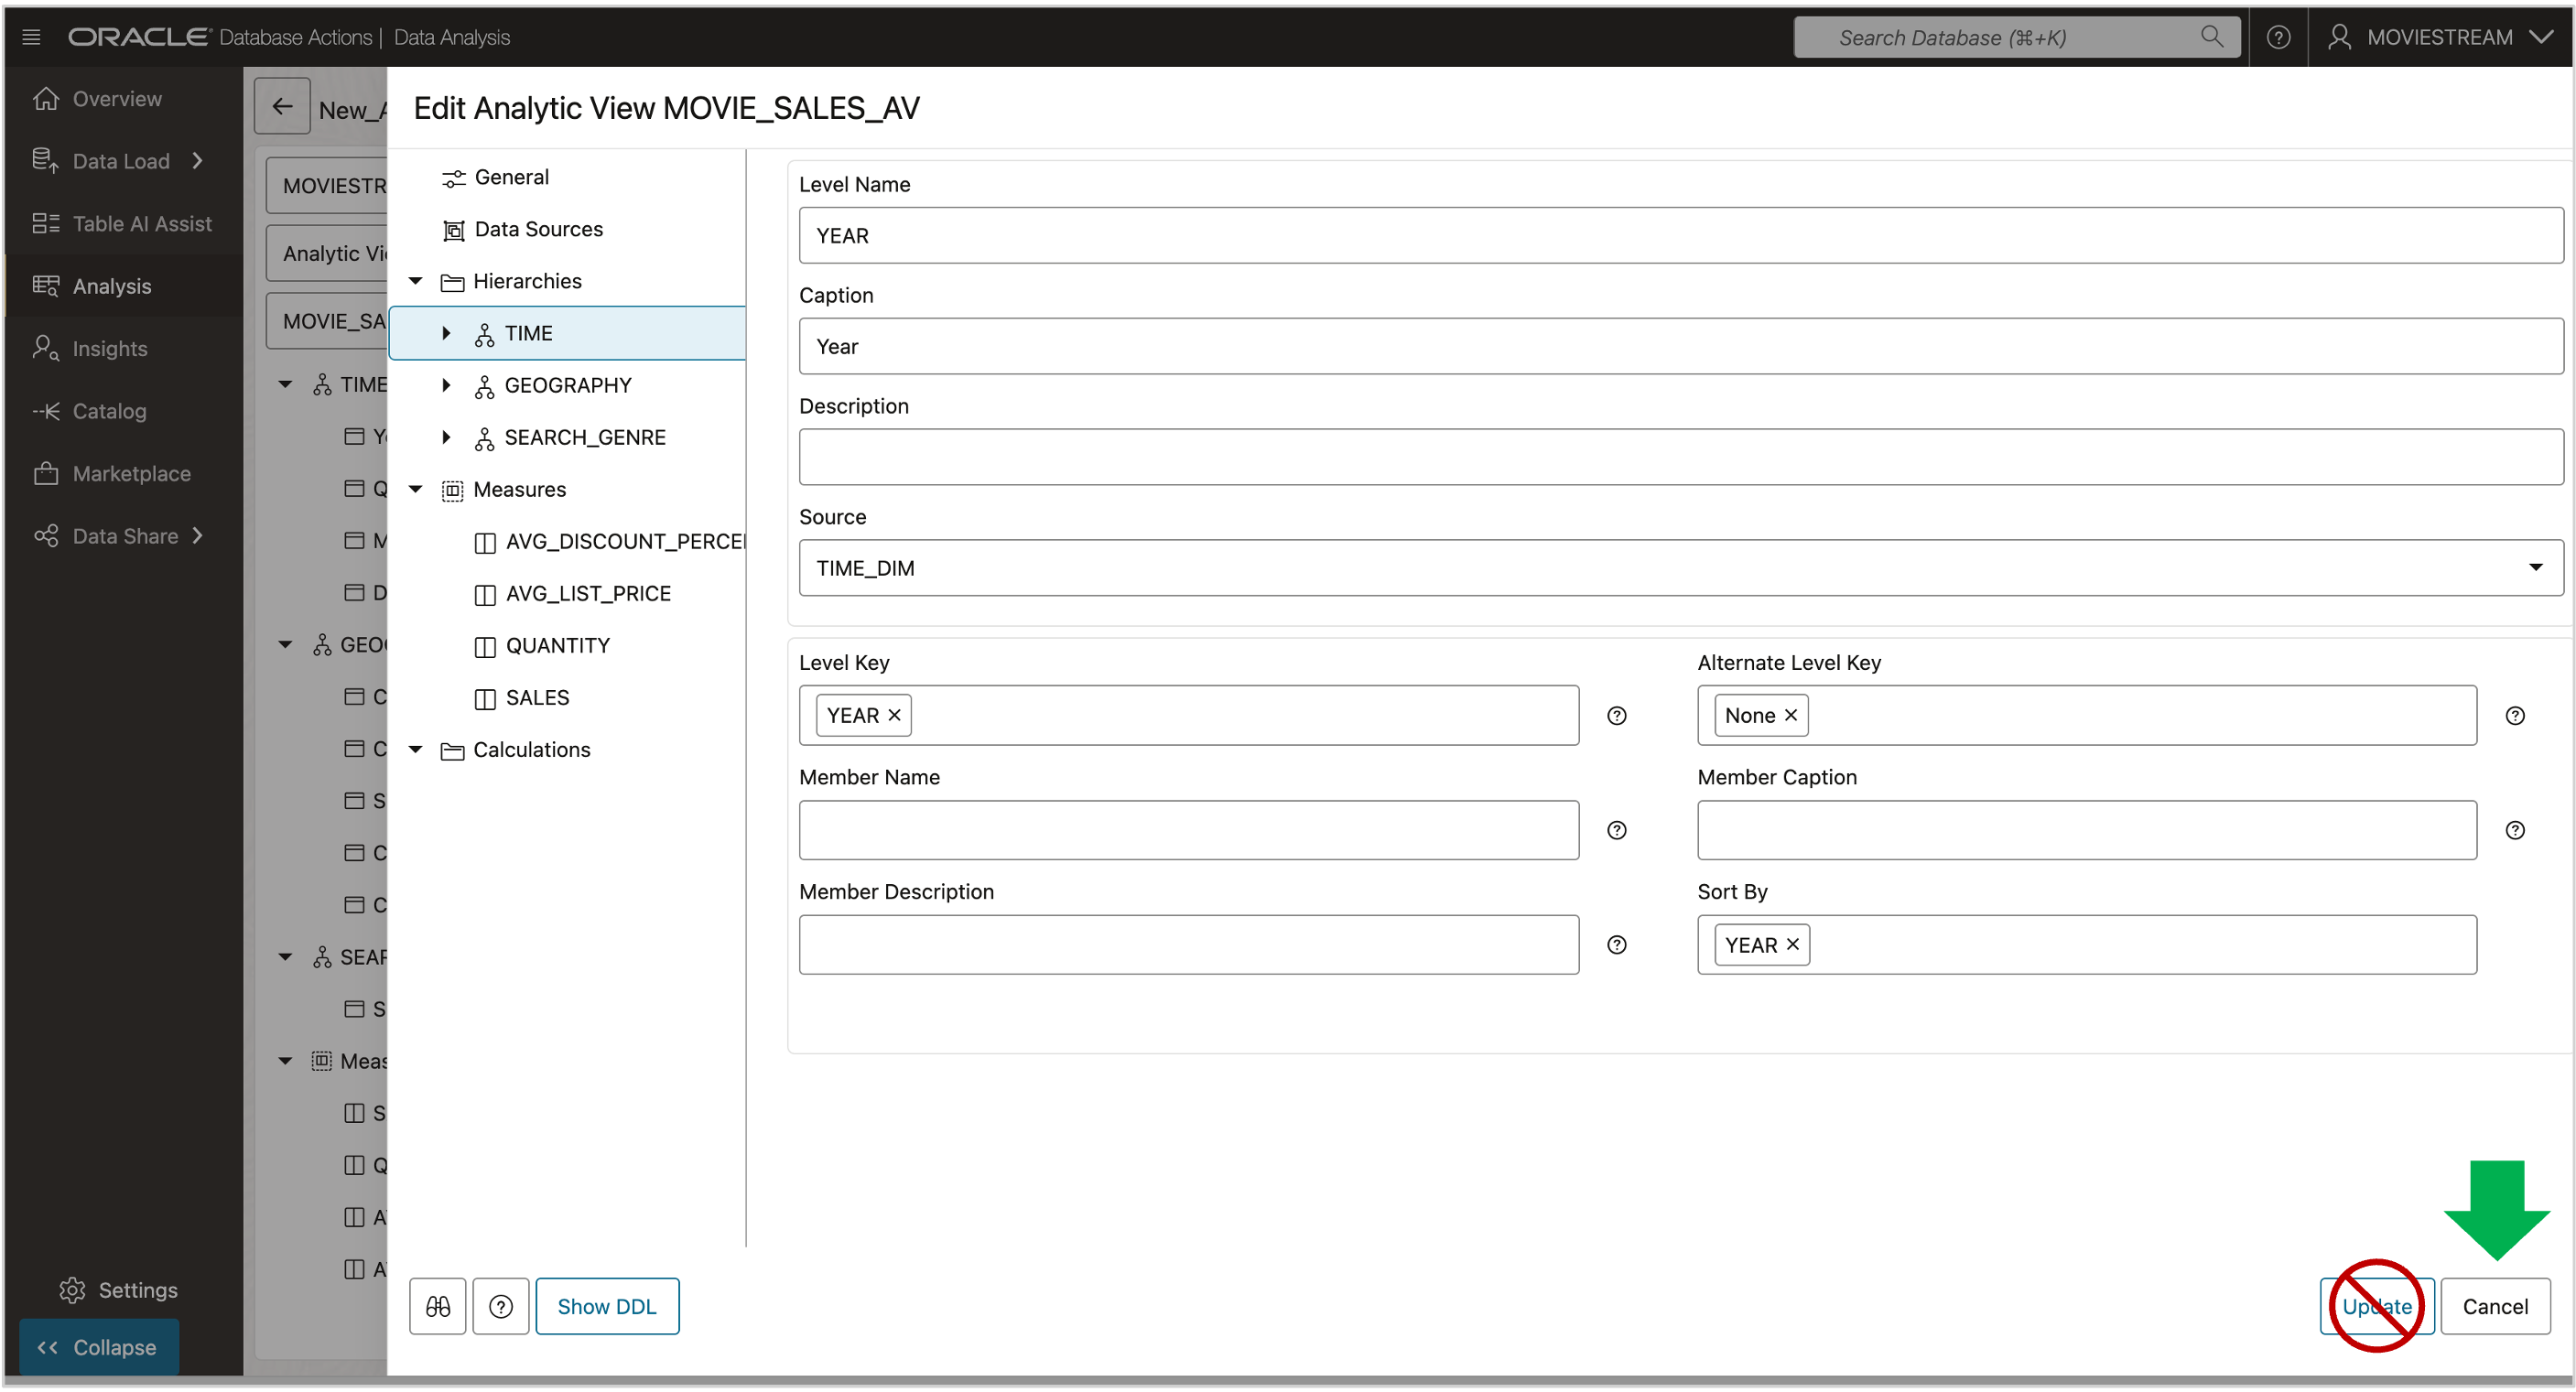 ORACLE Database Actions | Data Analysis
Search Database (⌘+K)
MOVIESTREAM
Overview
Data Load
Table AI Assist
Analysis
Insights
Catalog
Marketplace
Data Share
Settings
Collapse
New_A
MOVIESTR
Analytic Vi
MOVIE_SA
TIME
Y
Q
M
D
GEO
C
C
S
C
C
SEAR
S
Meas
S
Q
A
A
Edit Analytic View MOVIE_SALES_AV
General
Data Sources
Hierarchies
TIME
GEOGRAPHY
SEARCH_GENRE
Measures
AVG_DISCOUNT_PERCE
AVG_LIST_PRICE
QUANTITY
SALES
Calculations
Level Name
YEAR
Caption
Year
Description
Source
TIME_DIM
Level Key
YEAR
Alternate Level Key
None
Member Name
Member Caption
Member Description
Sort By
YEAR
Show DDL
Update
Cancel